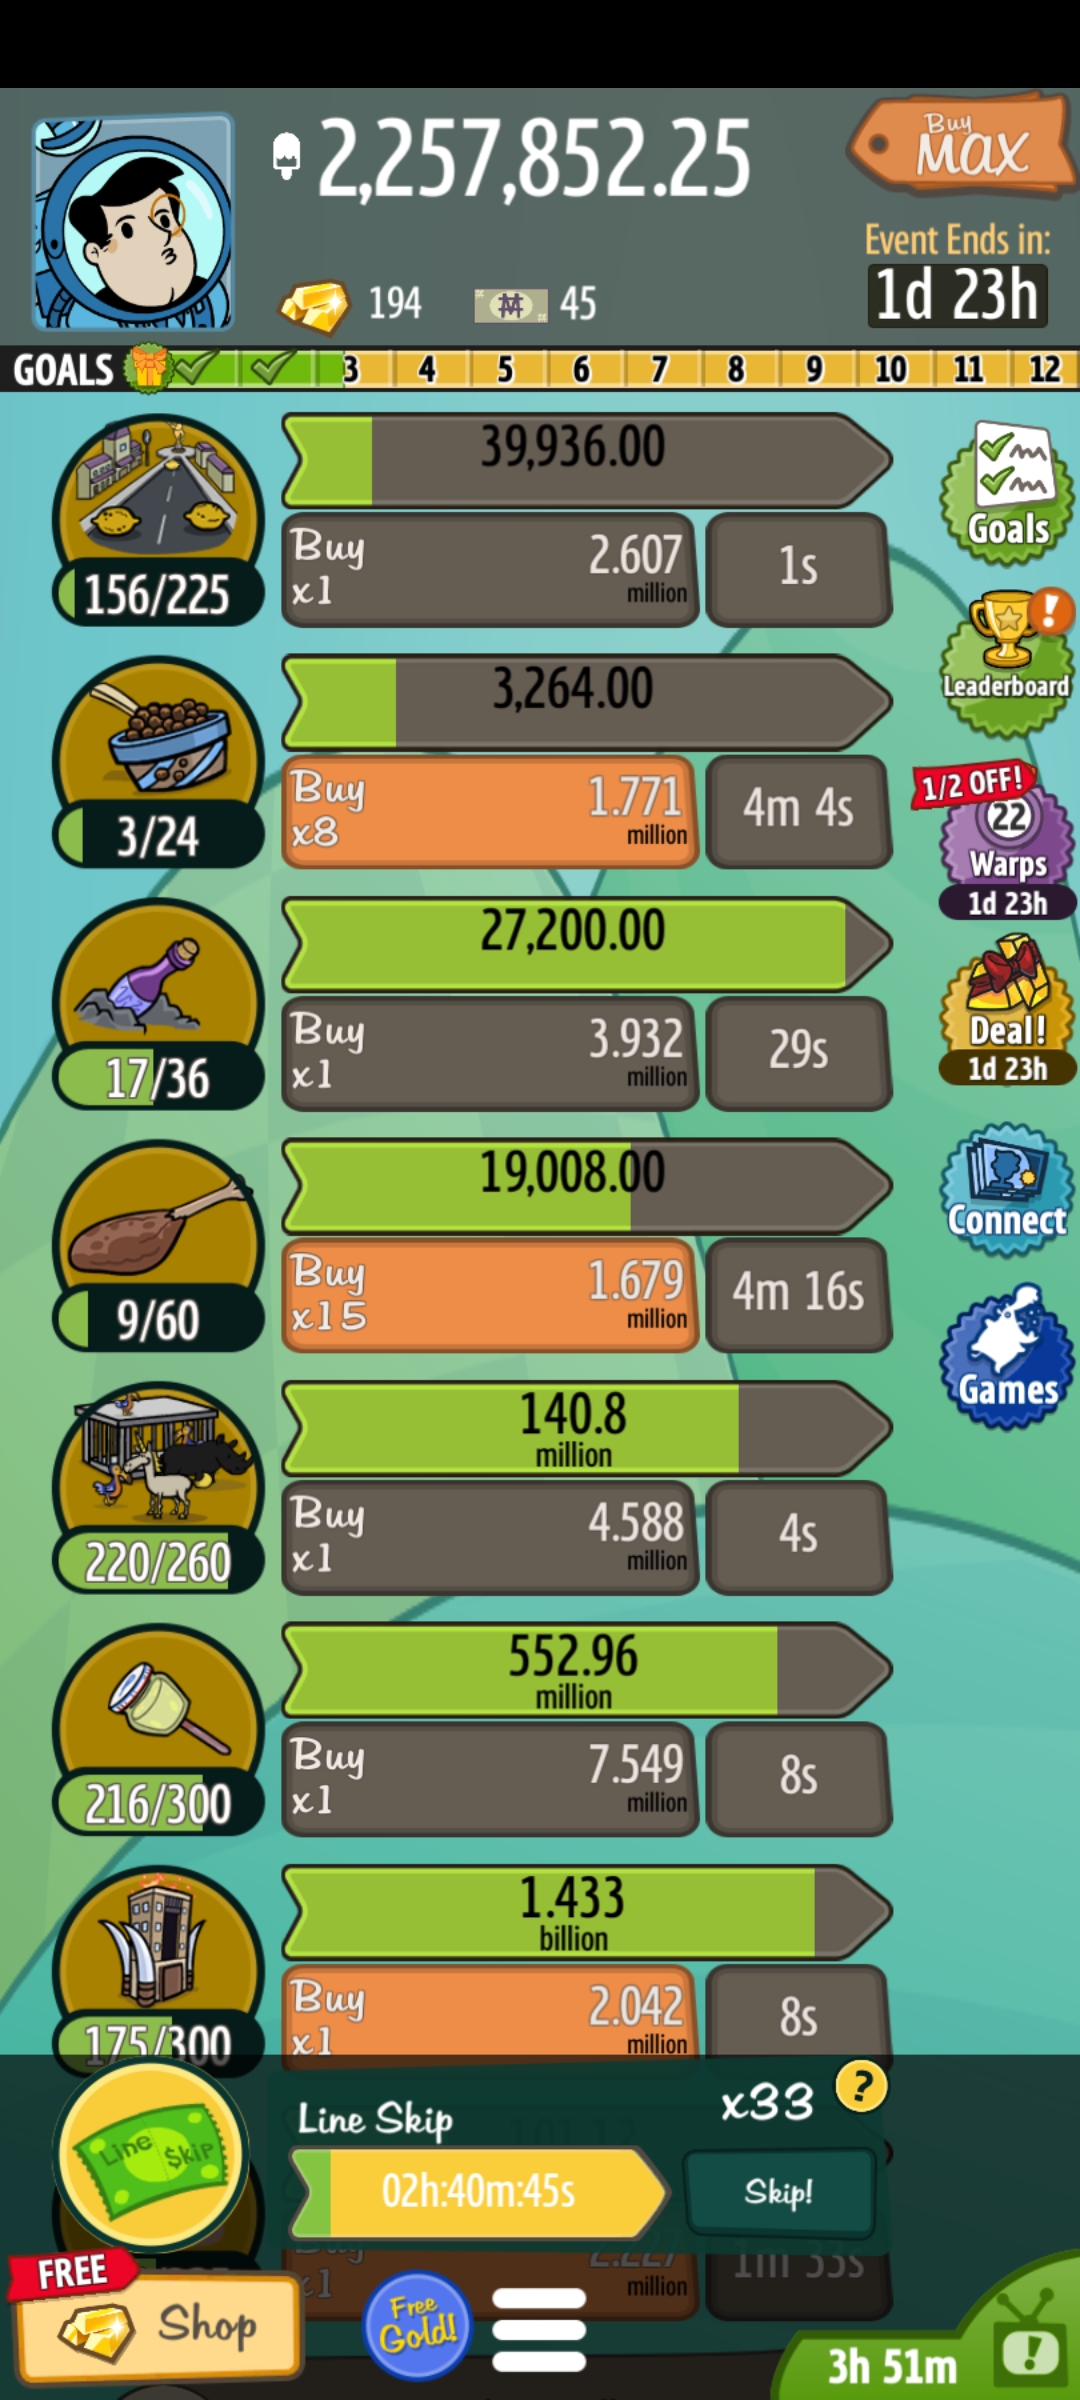 2,257,852.25
Buy
MAX
194
45
Event Ends in:
1d 23h
GOALS 3 4 5 6 7 8 9 10 11 12
39,936.00
Buy
x1
2.607
million
1s
156/225
Goals
3,264.00
Buy
x8
1.771
million
4m 4s
3/24
Leaderboard
1/2 OFF!
22
Warps
1d 23h
27,200.00
Buy
x1
3.932
million
29s
17/36
Deal!
1d 23h
19,008.00
Buy
x15
1.679
million
4m 16s
9/60
Connect
Games
140.8
million
Buy
x1
4.588
million
4s
220/260
552.96
million
Buy
x1
7.549
million
8s
216/300
1.433
billion
Buy
x1
2.042
million
8s
175/300
Line Skip
Line Skip
x33
?
02h:40m:45s
Skip!
Buy
x1
2.227
million
1m 33s
FREE
Shop
Free
Gold!
3h 51m